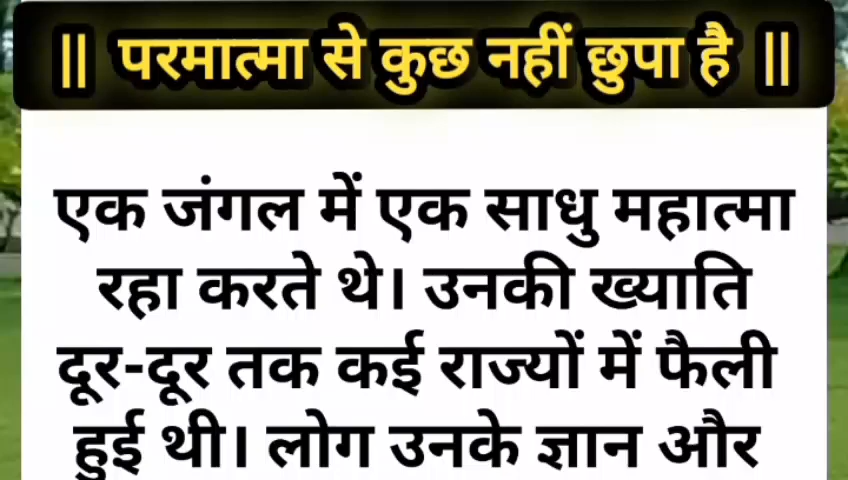 || परमात्मा से कुछ नहीं छुपा है ||
एक जंगल में एक साधु महात्मा
रहा करते थे। उनकी ख्याति
दूर-दूर तक कई राज्यों में फैली
हुई थी। लोग उनके ज्ञान और